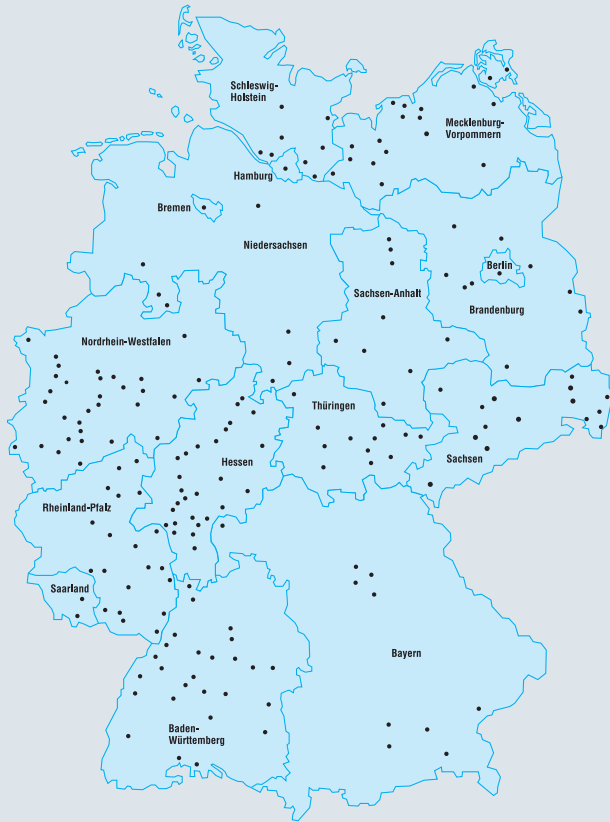 Schleswig-
Holstein
Mecklenburg-
Vorpommern
Hamburg
Bremen
Niedersachsen
Berlin
Sachsen-Anhalt
Brandenburg
Nordrhein-Westfalen
Thüringen
Sachsen
Hessen
Rheinland-Pfalz
Saarland
Bayern
Baden-
Württemberg